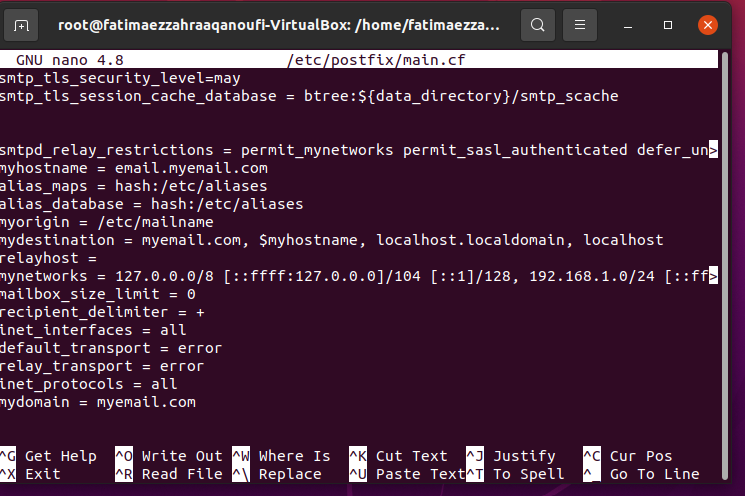 root@fatimaezzahraaqanoufi-VirtualBox: /home/fatimaezza...
GNU nano 4.8 /etc/postfix/main.cf
smtp_tls_security_level=may
smtp_tls_session_cache_database = btree:${data_directory}/smtp_scache
smtpd_relay_restrictions = permit_mynetworks permit_sasl_authenticated defer_un>
myhostname = email.myemail.com
alias_maps = hash:/etc/aliases
alias_database = hash:/etc/aliases
myorigin = /etc/mailname
mydestination = myemail.com, $myhostname, localhost.localdomain, localhost
relayhost =
mynetworks = 127.0.0.0/8 [::ffff:127.0.0.0]/104 [::1]/128, 192.168.1.0/24 [::ff>
mailbox_size_limit = 0
recipient_delimiter = +
inet_interfaces = all
default_transport = error
relay_transport = error
inet_protocols = all
mydomain = myemail.com
^G Get Help ^O Write Out ^W Where Is ^K Cut Text ^J Justify ^C Cur Pos
^X Exit ^R Read File ^\ Replace ^U Paste Text ^T To Spell ^_ Go To Line